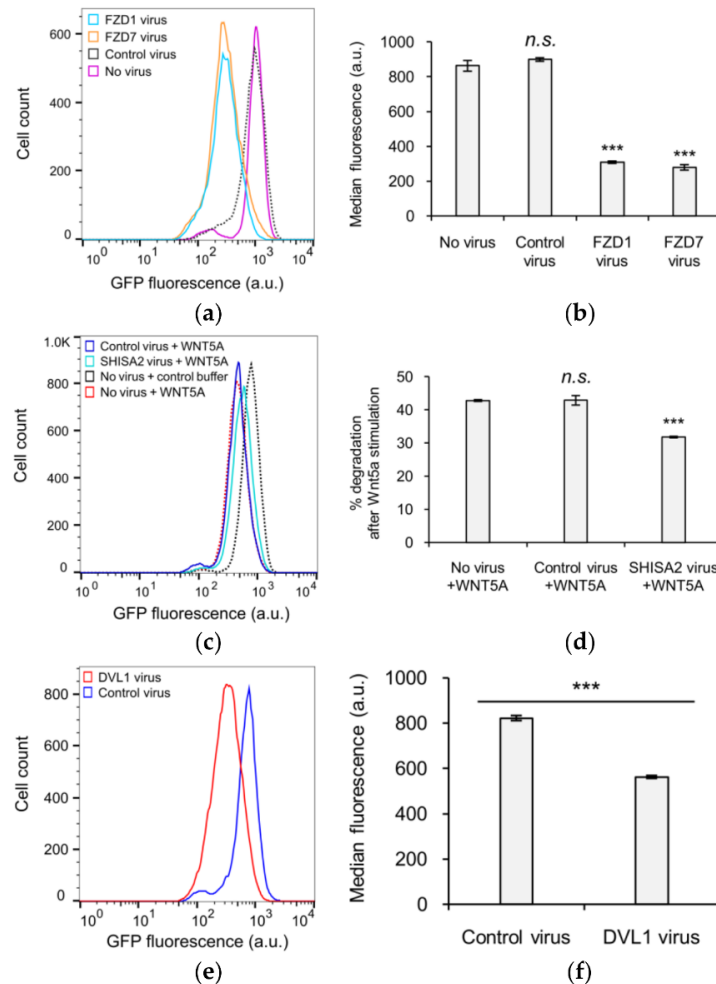 FZD1 virus
FZD7 virus
Control virus
No virus
600
400
200
0
Cell count
10^0 10^1 10^2 10^3 10^4
GFP fluorescence (a.u.)
(a)
1000
800
600
400
200
0
Median fluorescence (a.u.)
n.s.
***
***
No virus
Control
virus
FZD1
virus
FZD7
virus
(b)
Control virus + WNT5A
SHISA2 virus + WNT5A
No virus + control buffer
No virus + WNT5A
1.0K
800
600
400
200
0
Cell count
10^0 10^1 10^2 10^3 10^4
GFP fluorescence (a.u.)
(c)
50
40
30
20
10
0
% degradation
after Wnt5a stimulation
n.s.
***
No virus
+WNT5A
Control virus
+WNT5A
SHISA2 virus
+WNT5A
(d)
DVL1 virus
Control virus
800
600
400
200
0
Cell count
10^0 10^1 10^2 10^3 10^4
GFP fluorescence (a.u.)
(e)
1000
800
600
400
200
0
Median fluorescence (a.u.)
***
Control virus
DVL1 virus
(f)